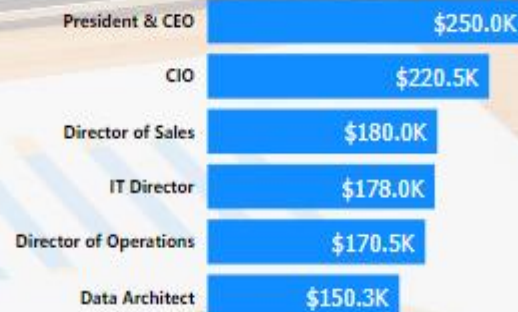 President & CEO $250.0K
CIO $220.5K
Director of Sales $180.0K
IT Director $178.0K
Director of Operations $170.5K
Data Architect $150.3K